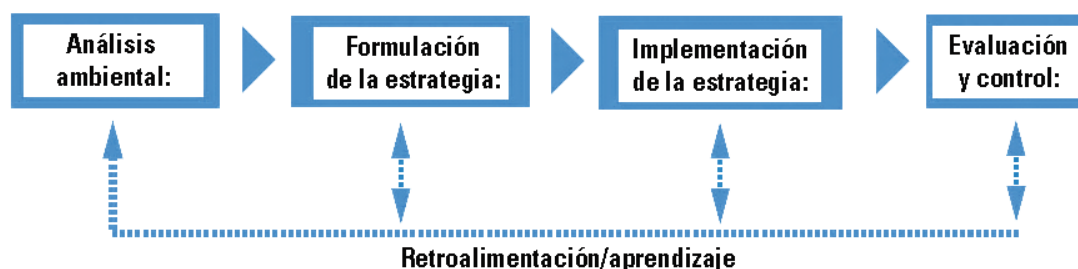 Análisis
ambiental:
Formulación
de la estrategia:
Implementación
de la estrategia:
Evaluación
y control:
Retroalimentación/aprendizaje